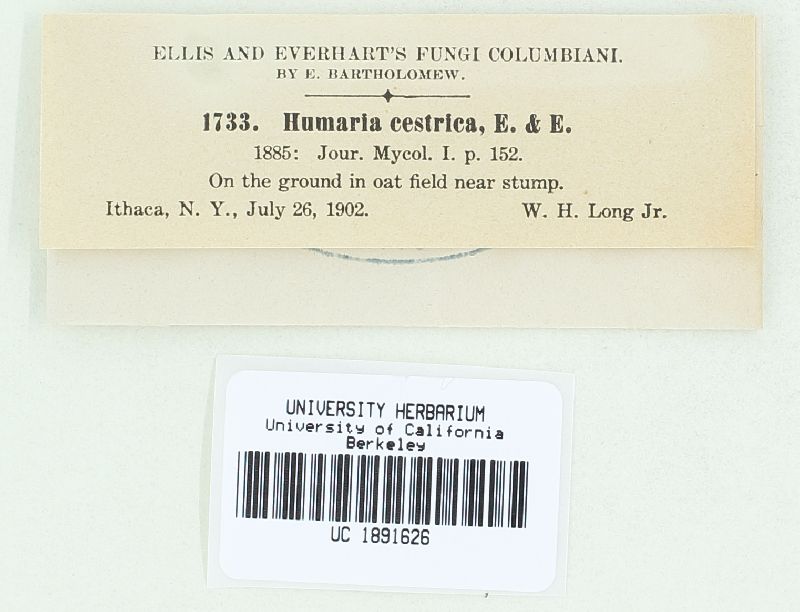 ELLIS AND EVERHART'S FUNGI COLUMBIANI.
BY E. BARTHOLOMEW.
1733. Humaria cestrica, E. & E.
1885: Jour. Mycol. I. p. 152.
On the ground in oat field near stump.
Ithaca, N. Y., July 26, 1902. W. H. Long Jr.
UNIVERSITY HERBARIUM
University of California
Berkeley
UC 1891626